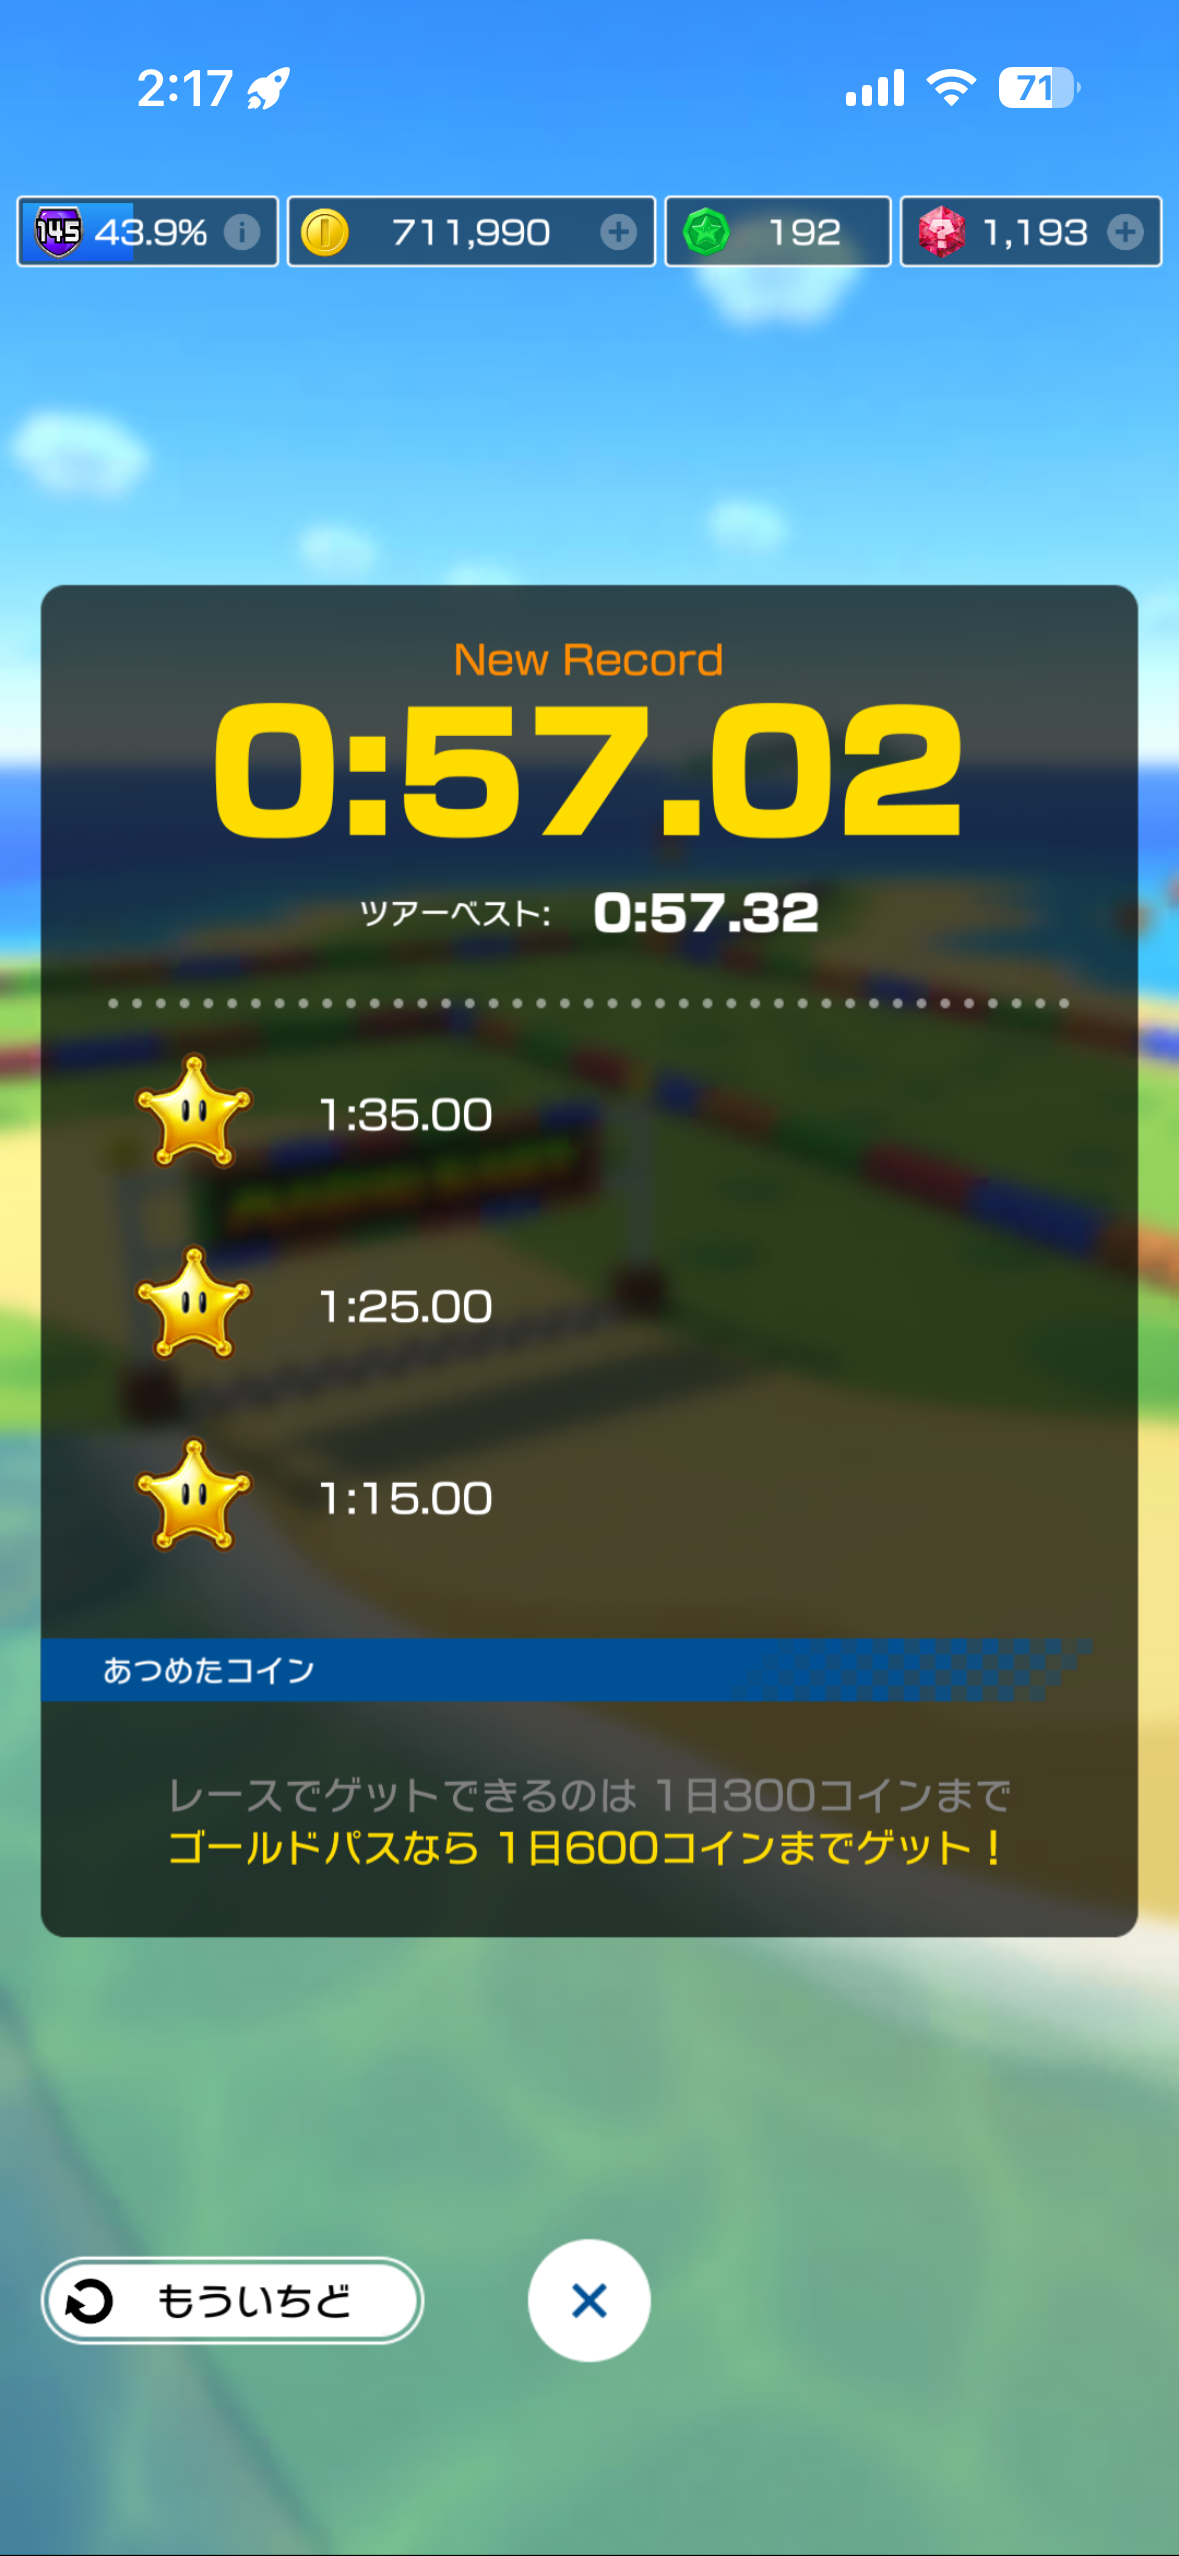 2:17 71
145 43.9% 711,990 192 1,193
New Record
0:57.02
ツアーベスト: 0:57.32
1:35.00
1:25.00
1:15.00
あつめたコイン
レースでゲットできるのは 1日300コインまで
ゴールドパスなら 1日600コインまでゲット！
もういちど